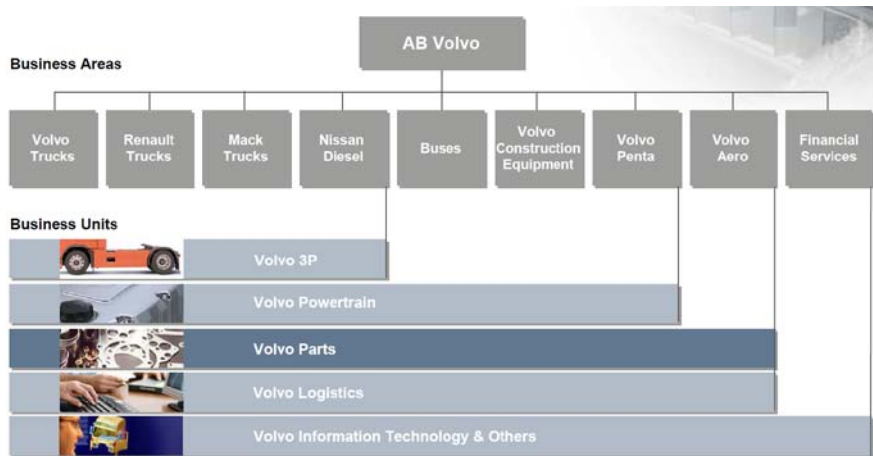 AB Volvo
Business Areas
Volvo
Trucks
Renault
Trucks
Mack
Trucks
Nissan
Diesel
Buses
Volvo
Construction
Equipment
Volvo
Penta
Volvo
Aero
Financial
Services
Business Units
Volvo 3P
Volvo Powertrain
Volvo Parts
Volvo Logistics
Volvo Information Technology & Others